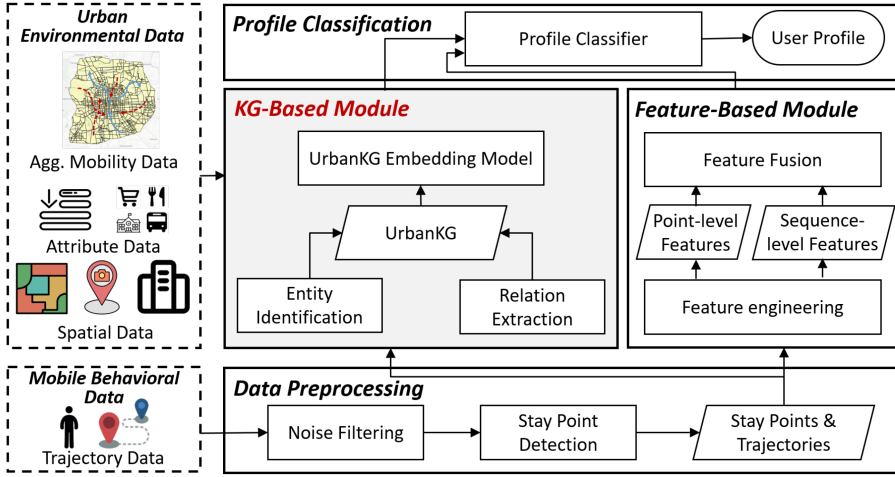 Urban
Environmental Data
Agg. Mobility Data
Attribute Data
Spatial Data
Mobile Behavioral
Data
Trajectory Data
Profile Classification
Profile Classifier
User Profile
KG-Based Module
UrbanKG Embedding Model
UrbanKG
Entity
Identification
Relation
Extraction
Feature-Based Module
Feature Fusion
Point-level
Features
Sequence-
level Features
Feature engineering
Data Preprocessing
Noise Filtering
Stay Point
Detection
Stay Points &
Trajectories